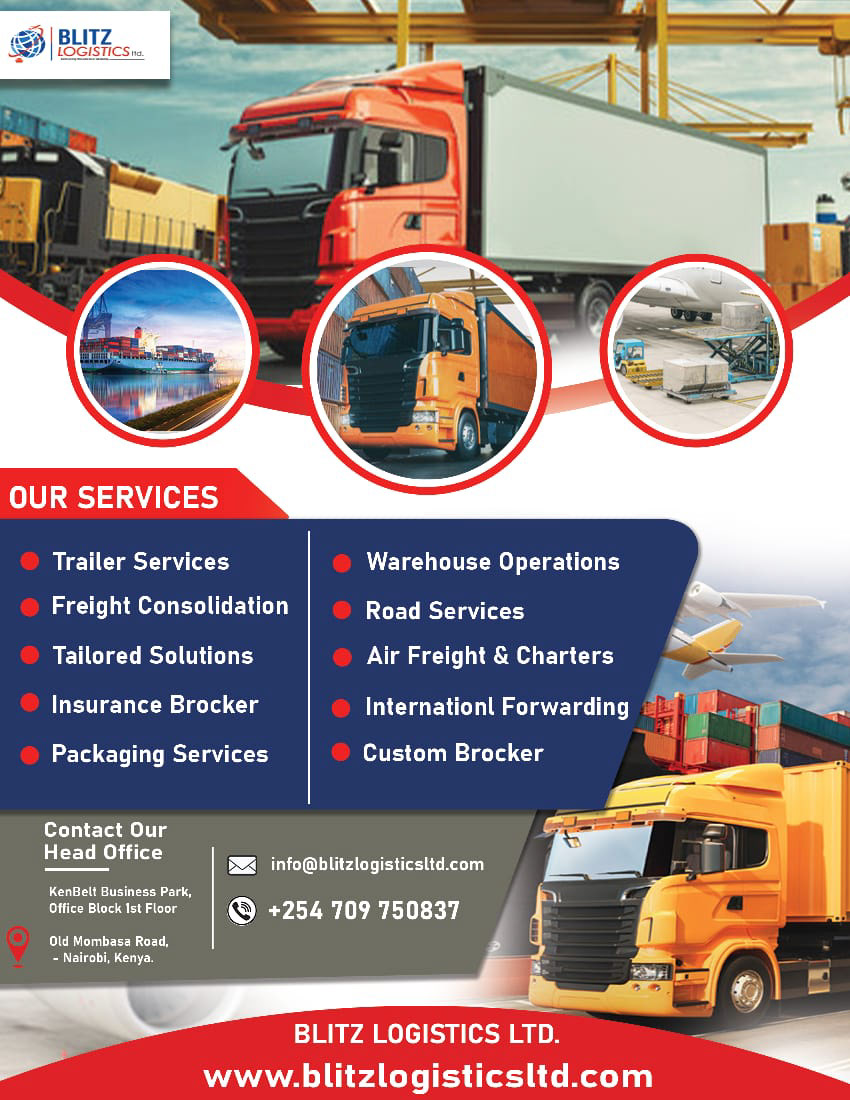 BLITZ
LOGISTICS ltd.
OUR SERVICES
Trailer Services
Freight Consolidation
Tailored Solutions
Insurance Brocker
Packaging Services
Warehouse Operations
Road Services
Air Freight & Charters
Internationl Forwarding
Custom Brocker
Contact Our
Head Office
KenBelt Business Park,
Office Block 1st Floor
Old Mombasa Road,
- Nairobi, Kenya.
info@blitzlogisticsltd.com
+254 709 750837
BLITZ LOGISTICS LTD.
www.blitzlogisticsltd.com